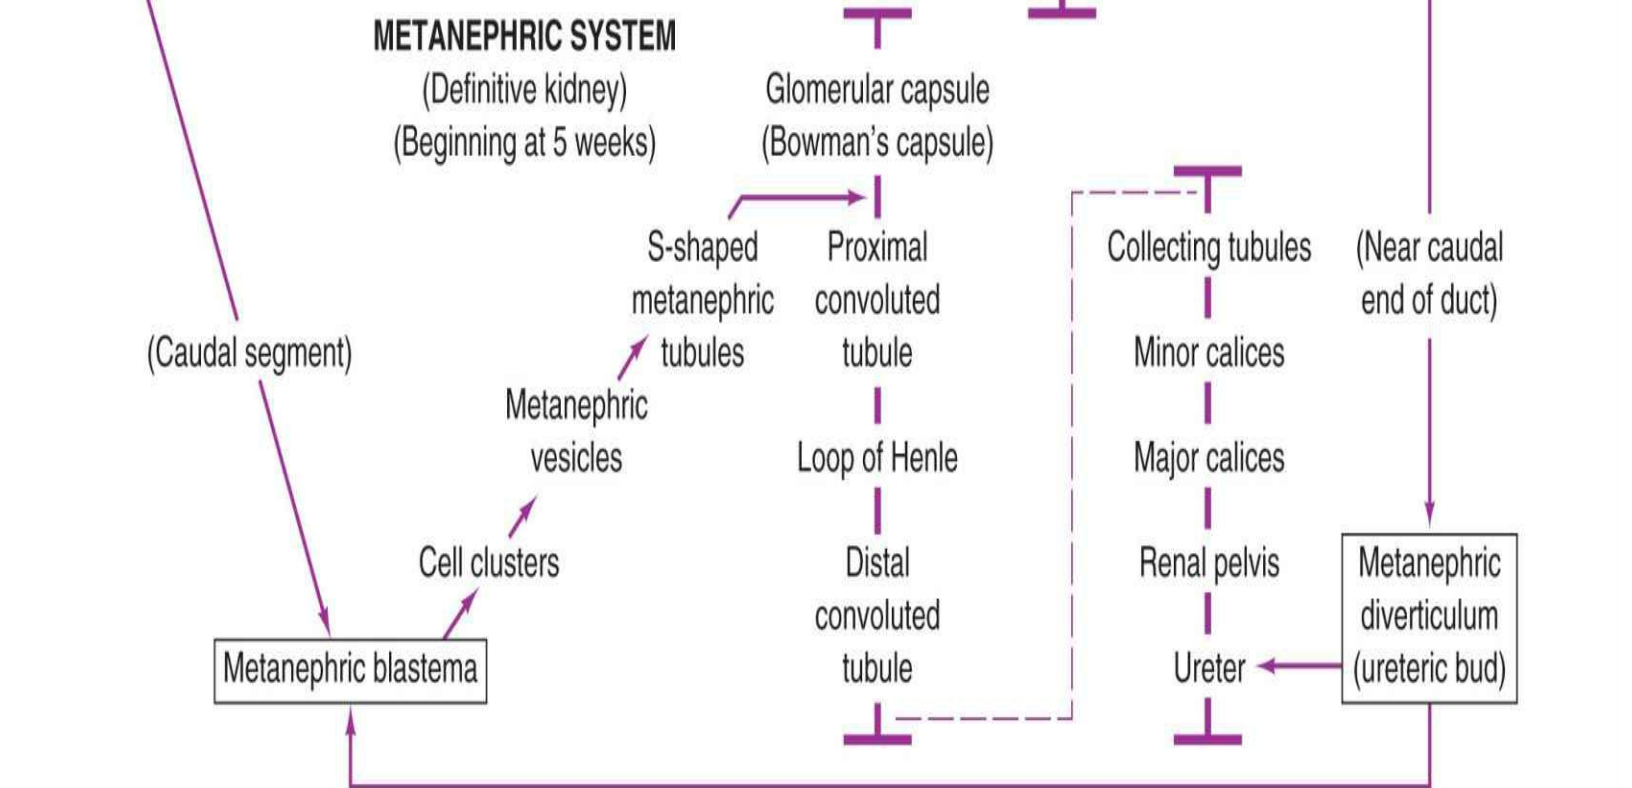 METANEPHRIC SYSTEM
(Definitive kidney)
(Beginning at 5 weeks)
Glomerular capsule
(Bowman's capsule)
S-shaped
metanephric
tubules
Proximal
convoluted
tubule
Collecting tubules
(Near caudal
end of duct)
(Caudal segment)
Minor calices
Metanephric
vesicles
Loop of Henle
Major calices
Cell clusters
Distal
convoluted
tubule
Renal pelvis
Metanephric
diverticulum
(ureteric bud)
Metanephric blastema
Ureter